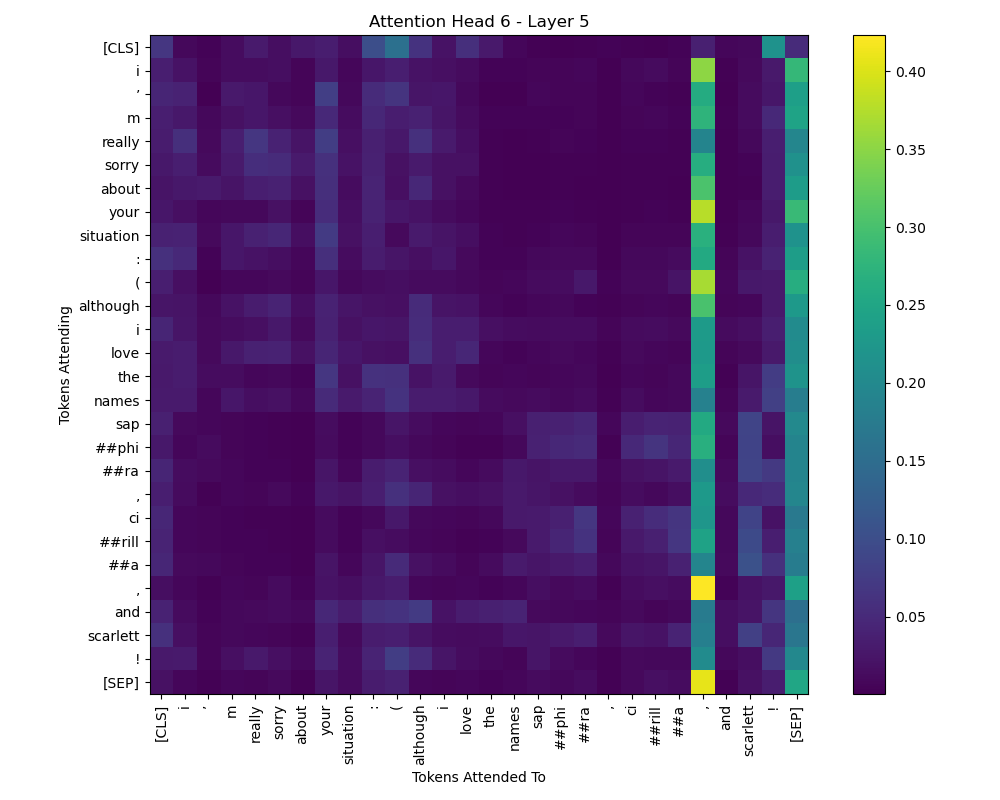 Attention Head 6 - Layer 5
Tokens Attending
[CLS]
i
’
m
really
sorry
about
your
situation
:
(
although
i
love
the
names
sap
##phi
##ra
,
ci
##rill
##a
,
and
scarlett
!
[SEP]
[CLS] i ’ m really sorry about your situation : ( although i love the names sap ##phi ##ra , ci ##rill ##a , and scarlett ! [SEP]
Tokens Attended To
0.40
0.35
0.30
0.25
0.20
0.15
0.10
0.05